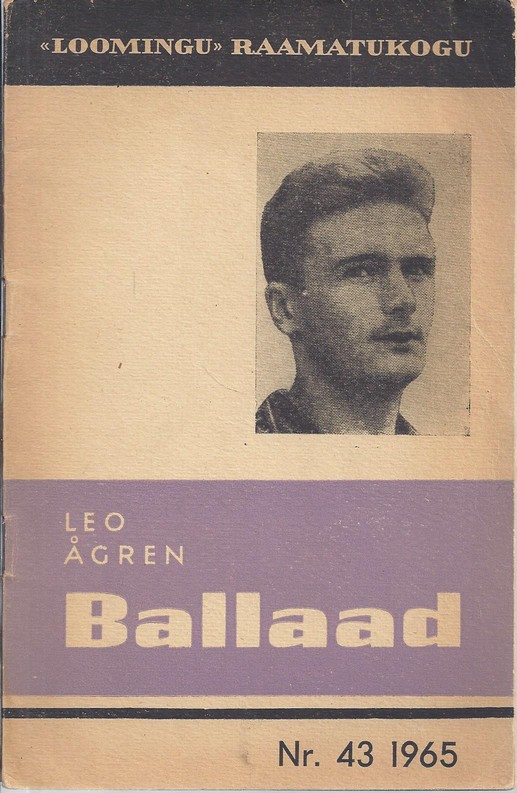 «LOOMINGU» RAAMATUKOGU
LEO
ÅGREN
Ballaad
Nr. 43 1965